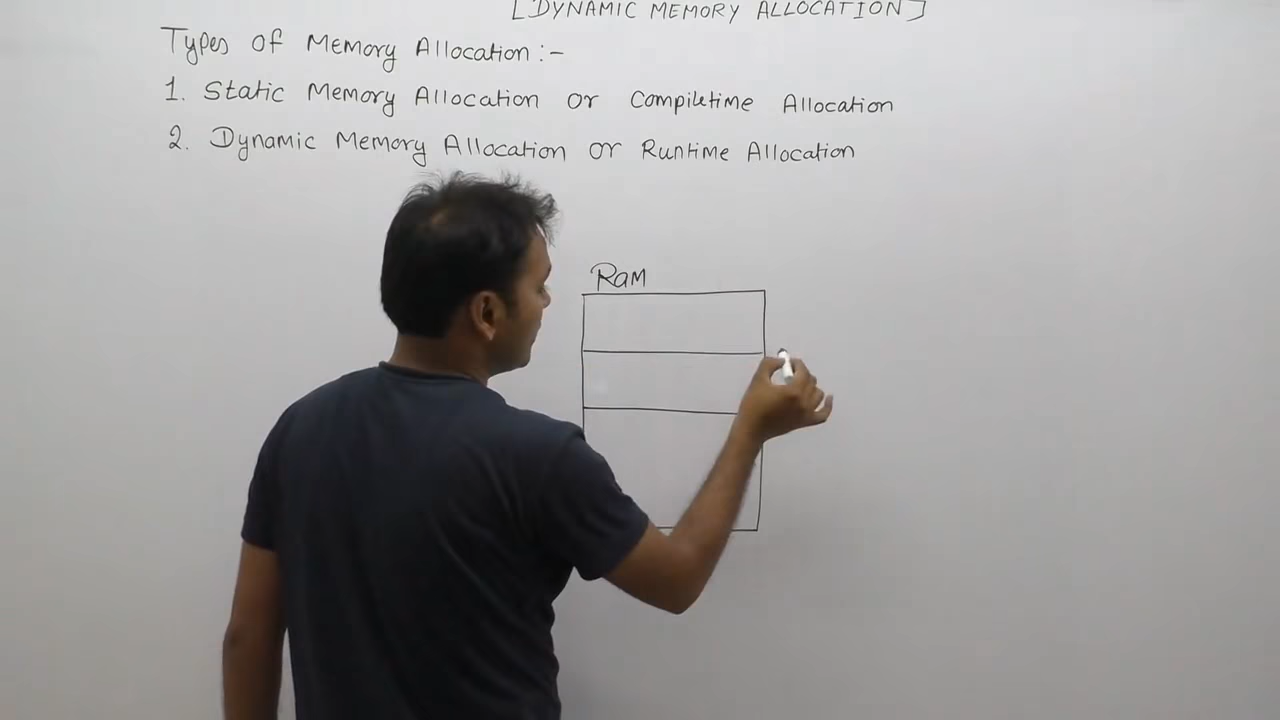 [DYNAMIC MEMORY ALLOCATION]
Types Of Memory Allocation :-
1. Static Memory Allocation or Compiletime Allocation
2. Dynamic Memory Allocation or Runtime Allocation
Ram